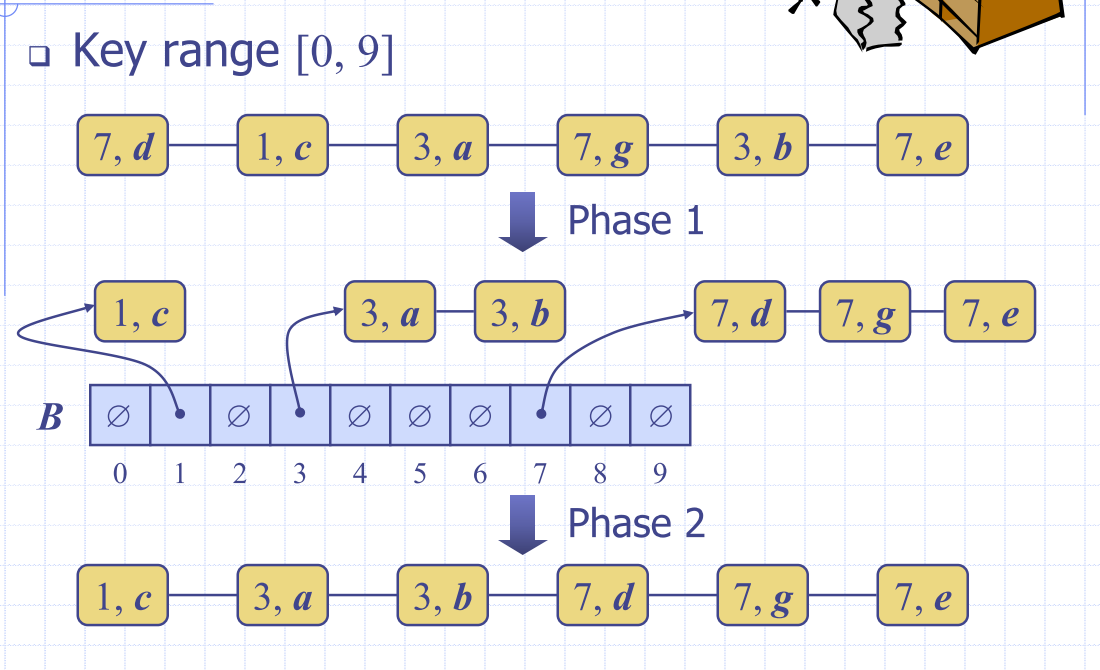 ❑ Key range [0, 9]
7, d 1, c 3, a 7, g 3, b 7, e
Phase 1
1, c 3, a 3, b 7, d 7, g 7, e
B ∅ ∅ ∅ ∅ ∅ ∅ ∅
0 1 2 3 4 5 6 7 8 9
Phase 2
1, c 3, a 3, b 7, d 7, g 7, e